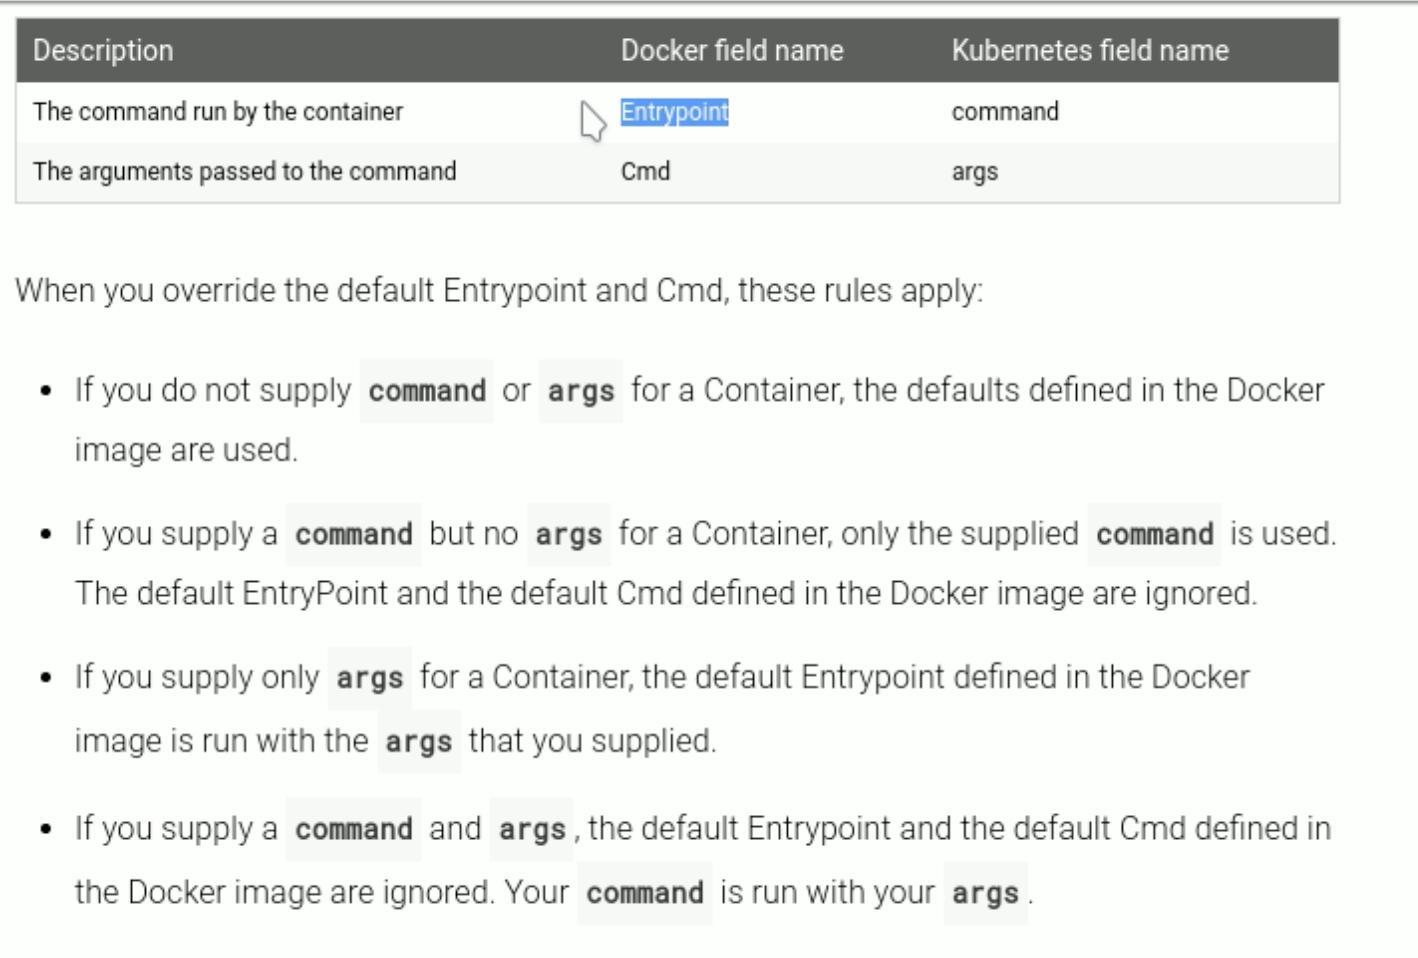 Description Docker field name Kubernetes field name
The command run by the container Entrypoint command
The arguments passed to the command Cmd args
When you override the default Entrypoint and Cmd, these rules apply:
• If you do not supply command or args for a Container, the defaults defined in the Docker
image are used.
• If you supply a command but no args for a Container, only the supplied command is used.
The default EntryPoint and the default Cmd defined in the Docker image are ignored.
• If you supply only args for a Container, the default Entrypoint defined in the Docker
image is run with the args that you supplied.
• If you supply a command and args, the default Entrypoint and the default Cmd defined in
the Docker image are ignored. Your command is run with your args.